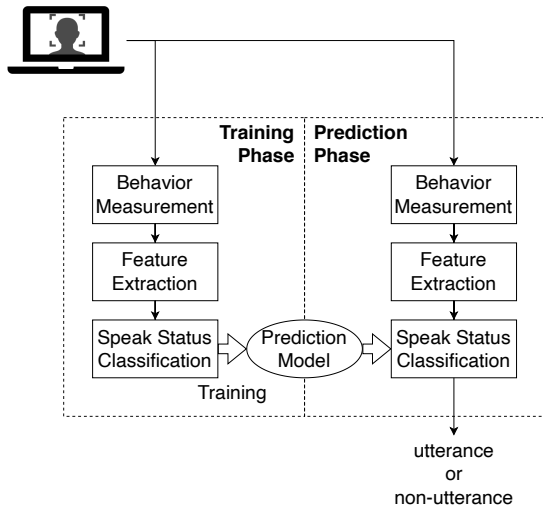 Training
Phase
Prediction
Phase
Behavior
Measurement
Feature
Extraction
Speak Status
Classification
Training
Prediction
Model
Behavior
Measurement
Feature
Extraction
Speak Status
Classification
utterance
or
non-utterance